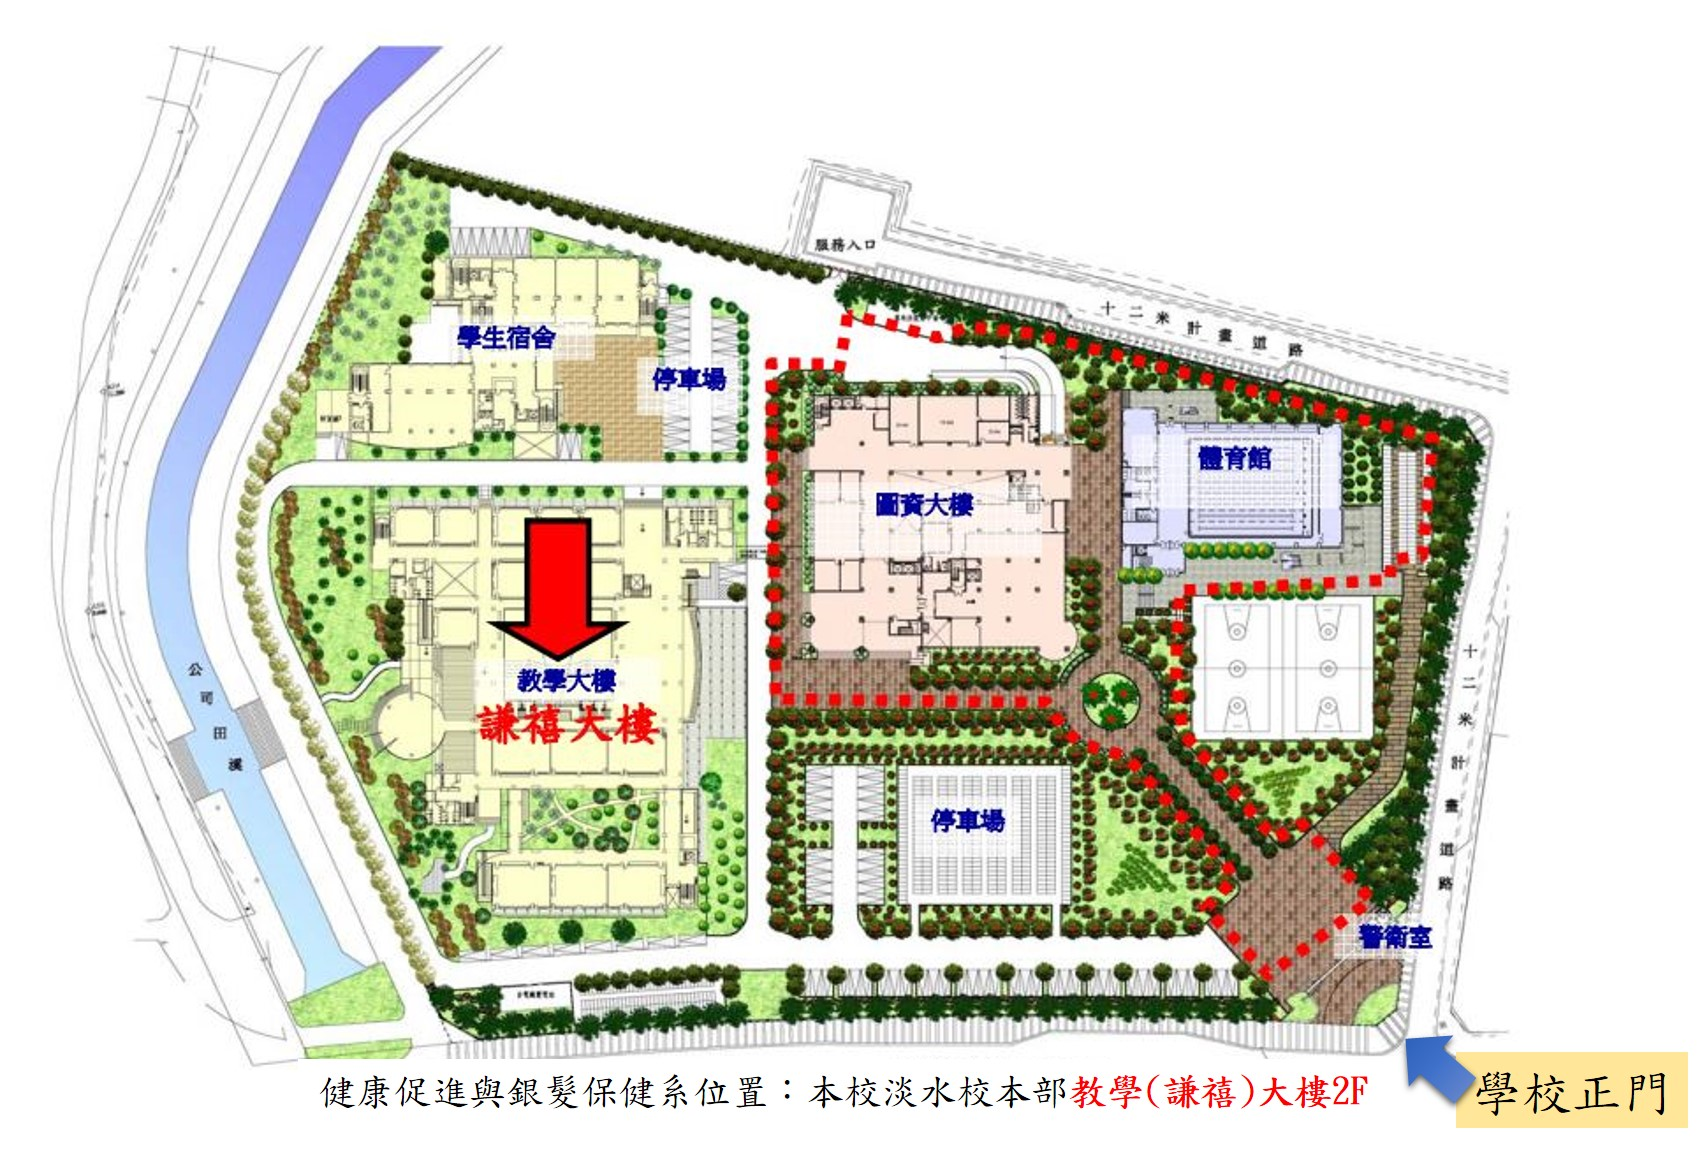 服務入口
十二米計畫道路
學生宿舍
停車場
體育館
圖資大樓
教學大樓
謙禧大樓
公司田溪
十二米計畫道路
停車場
警衛室
健康促進與銀髮保健系位置：本校淡水校本部教學(謙禧)大樓2F
學校正門